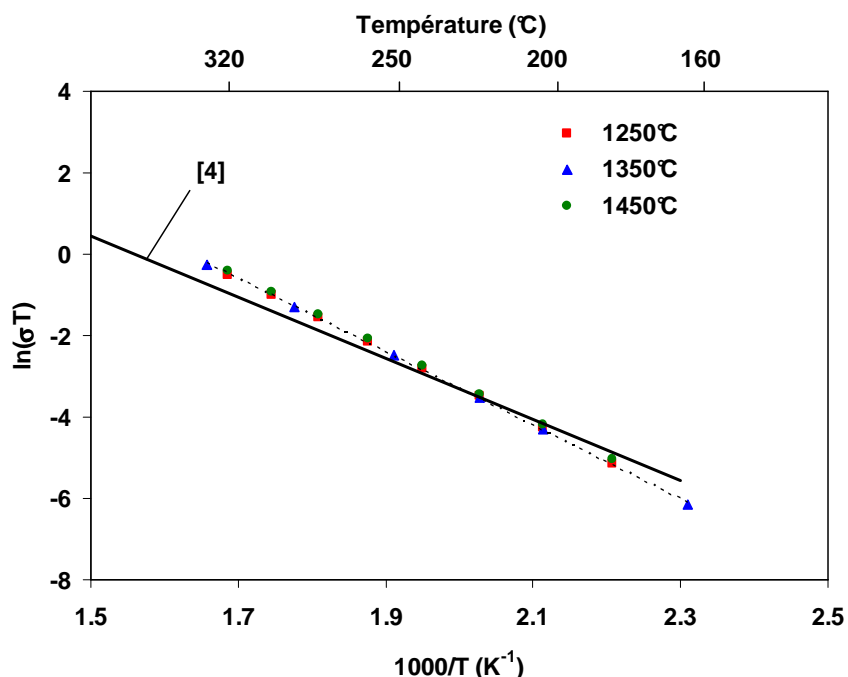 Température (°C)
320 250 200 160
4
1250°C
1350°C
[4]
1450°C
2
0
-2
-4
-6
-8
ln(σT)
1.5 1.7 1.9 2.1 2.3 2.5
1000/T (K⁻¹)